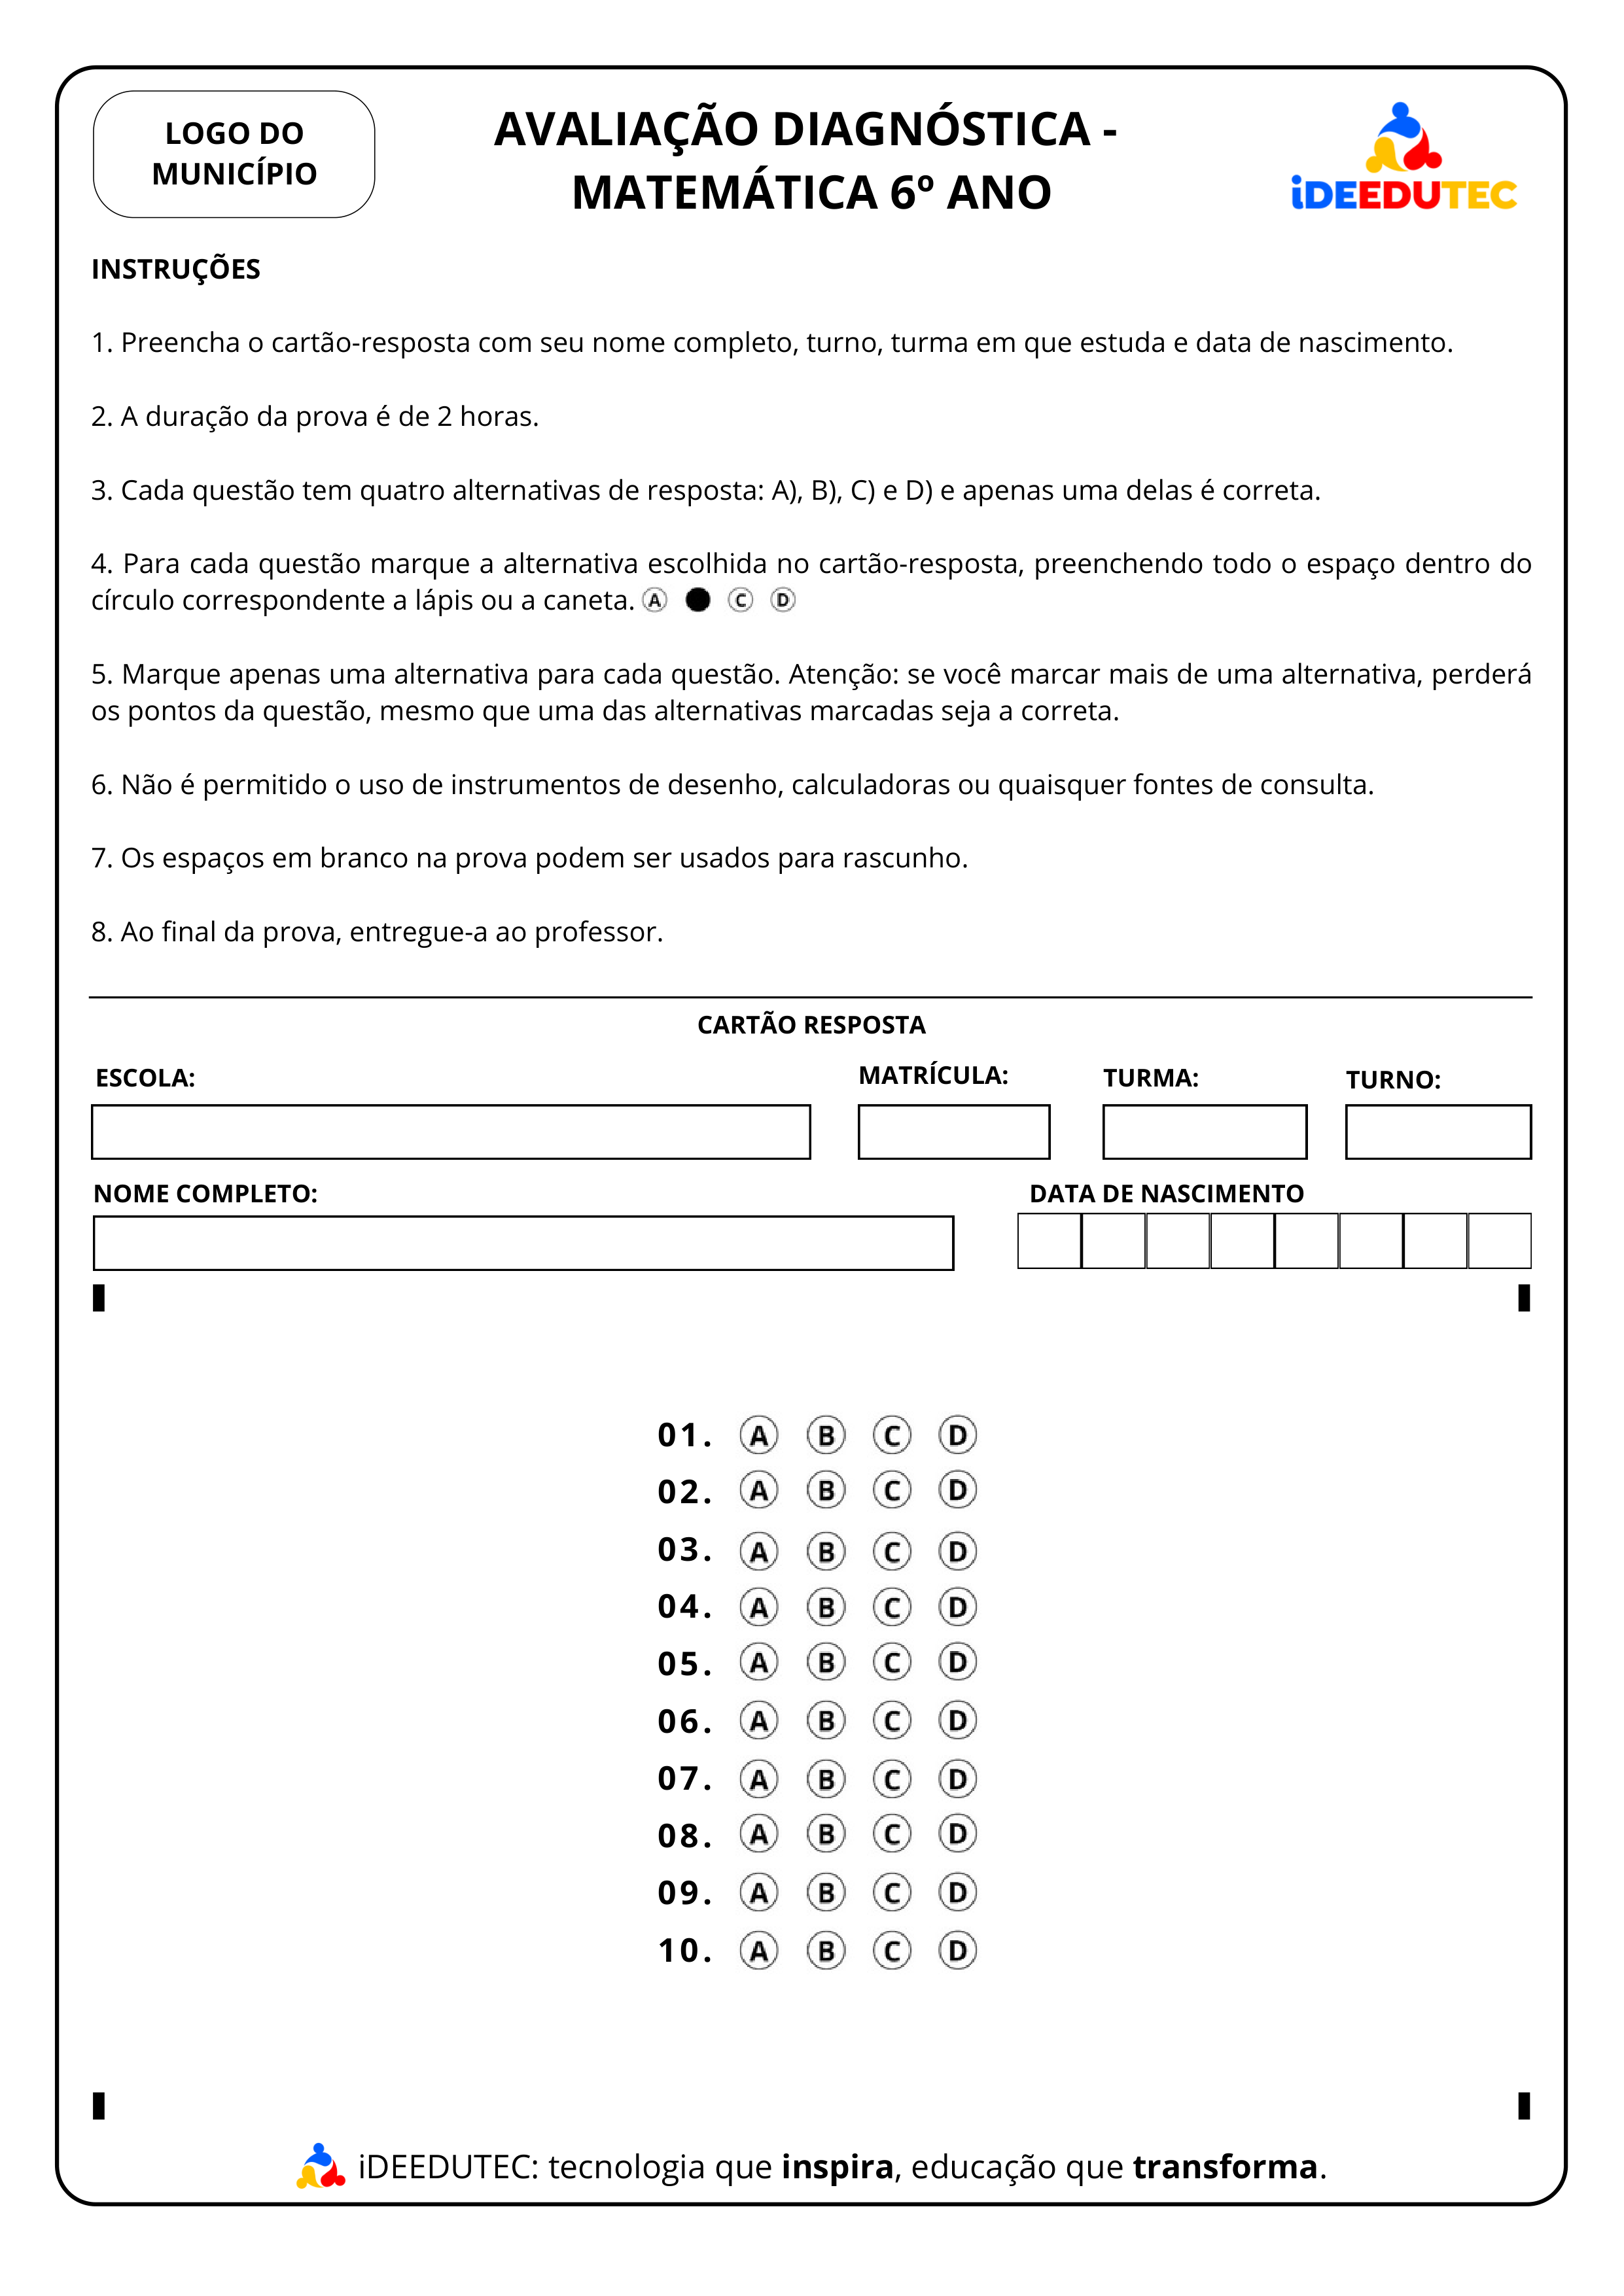 LOGO DO
MUNICÍPIO
AVALIAÇÃO DIAGNÓSTICA -
MATEMÁTICA 6º ANO
iDEEDUTEC
INSTRUÇÕES
1. Preencha o cartão-resposta com seu nome completo, turno, turma em que estuda e data de nascimento.
2. A duração da prova é de 2 horas.
3. Cada questão tem quatro alternativas de resposta: A), B), C) e D) e apenas uma delas é correta.
4. Para cada questão marque a alternativa escolhida no cartão-resposta, preenchendo todo o espaço dentro do
círculo correspondente a lápis ou a caneta. A C D
5. Marque apenas uma alternativa para cada questão. Atenção: se você marcar mais de uma alternativa, perderá
os pontos da questão, mesmo que uma das alternativas marcadas seja a correta.
6. Não é permitido o uso de instrumentos de desenho, calculadoras ou quaisquer fontes de consulta.
7. Os espaços em branco na prova podem ser usados para rascunho.
8. Ao final da prova, entregue-a ao professor.
CARTÃO RESPOSTA
ESCOLA: MATRÍCULA: TURMA: TURNO:
NOME COMPLETO: DATA DE NASCIMENTO
01. A B C D
02. A B C D
03. A B C D
04. A B C D
05. A B C D
06. A B C D
07. A B C D
08. A B C D
09. A B C D
10. A B C D
iDEEDUTEC: tecnologia que inspira, educação que transforma.